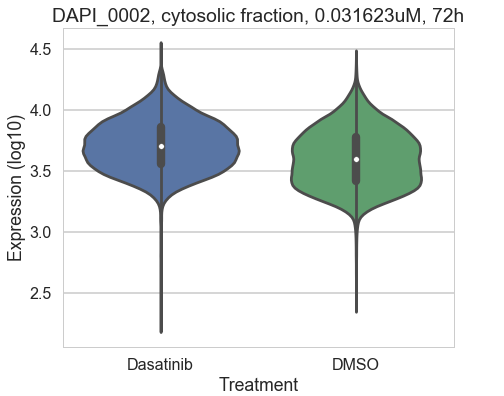 DAPI_0002, cytosolic fraction, 0.031623uM, 72h
Expression (log10)
4.5
4.0
3.5
3.0
2.5
Dasatinib DMSO
Treatment